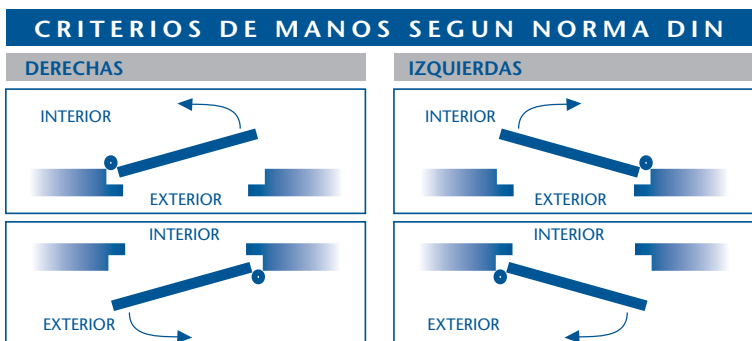 CRITERIOS DE MANOS SEGUN NORMA DIN
DERECHAS
IZQUIERDAS
INTERIOR
EXTERIOR
INTERIOR
EXTERIOR
INTERIOR
EXTERIOR
INTERIOR
EXTERIOR